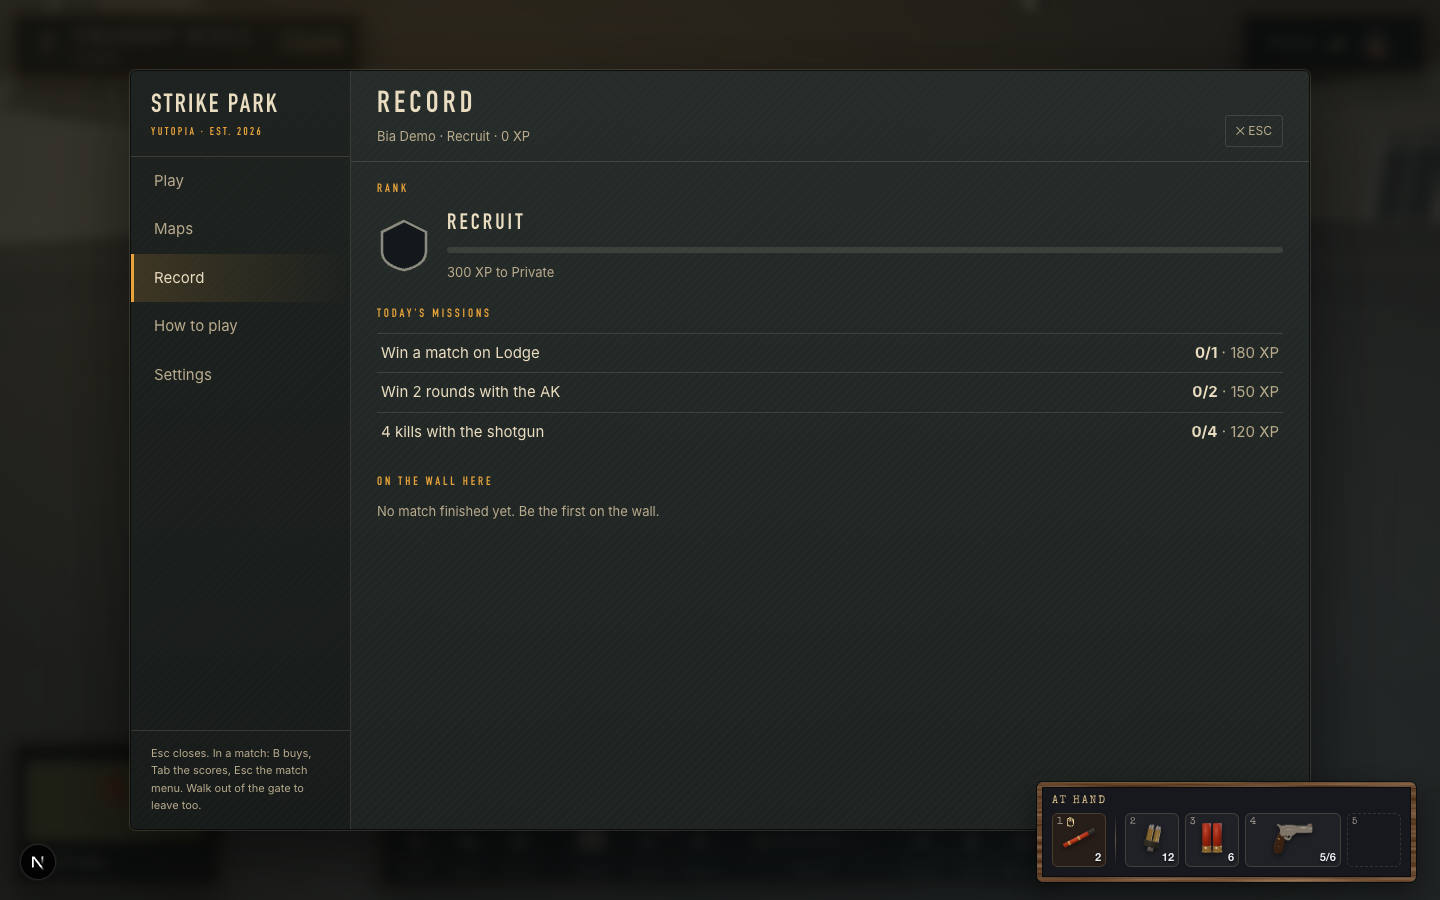 STRIKE PARK
YUTOPIA · EST. 2026
Play
Maps
Record
How to play
Settings
Esc closes. In a match: B buys,
Tab the scores, Esc the match
menu. Walk out of the gate to
leave too.
RECORD
Bia Demo · Recruit · 0 XP
× ESC
RANK
RECRUIT
300 XP to Private
TODAY'S MISSIONS
Win a match on Lodge 0/1 · 180 XP
Win 2 rounds with the AK 0/2 · 150 XP
4 kills with the shotgun 0/4 · 120 XP
ON THE WALL HERE
No match finished yet. Be the first on the wall.
AT HAND
1 2 3 4 5
2 12 6 5/6
N